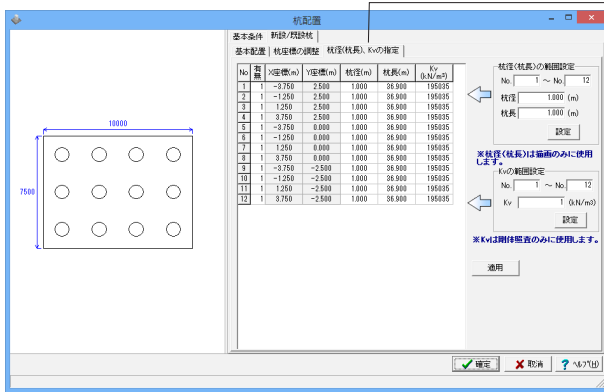 杭配置
基本条件 新設/既設杭
基本配置 杭座標の調整 杭径(杭長)、Kvの指定
No 有無 X座標(m) Y座標(m) 杭径(m) 杭長(m) Kv (kN/m³)
1 1 -3.750 2.500 1.000 36.900 195035
2 1 -1.250 2.500 1.000 36.900 195035
3 1 1.250 2.500 1.000 36.900 195035
4 1 3.750 2.500 1.000 36.900 195035
5 1 -3.750 0.000 1.000 36.900 195035
6 1 -1.250 0.000 1.000 36.900 195035
7 1 1.250 0.000 1.000 36.900 195035
8 1 3.750 0.000 1.000 36.900 195035
9 1 -3.750 -2.500 1.000 36.900 195035
10 1 -1.250 -2.500 1.000 36.900 195035
11 1 1.250 -2.500 1.000 36.900 195035
12 1 3.750 -2.500 1.000 36.900 195035
10000
7500
杭径(杭長)の範囲設定
No. 1 ～ No. 12
杭径 1.000 (m)
杭長 1.000 (m)
設定
※杭径(杭長)は描画のみに使用
します。
Kvの範囲設定
No. 1 ～ No. 12
Kv 1 (kN/m³)
設定
※Kvは剛体照査のみに使用します。
適用
確定 取消 ? ヘルプ(H)